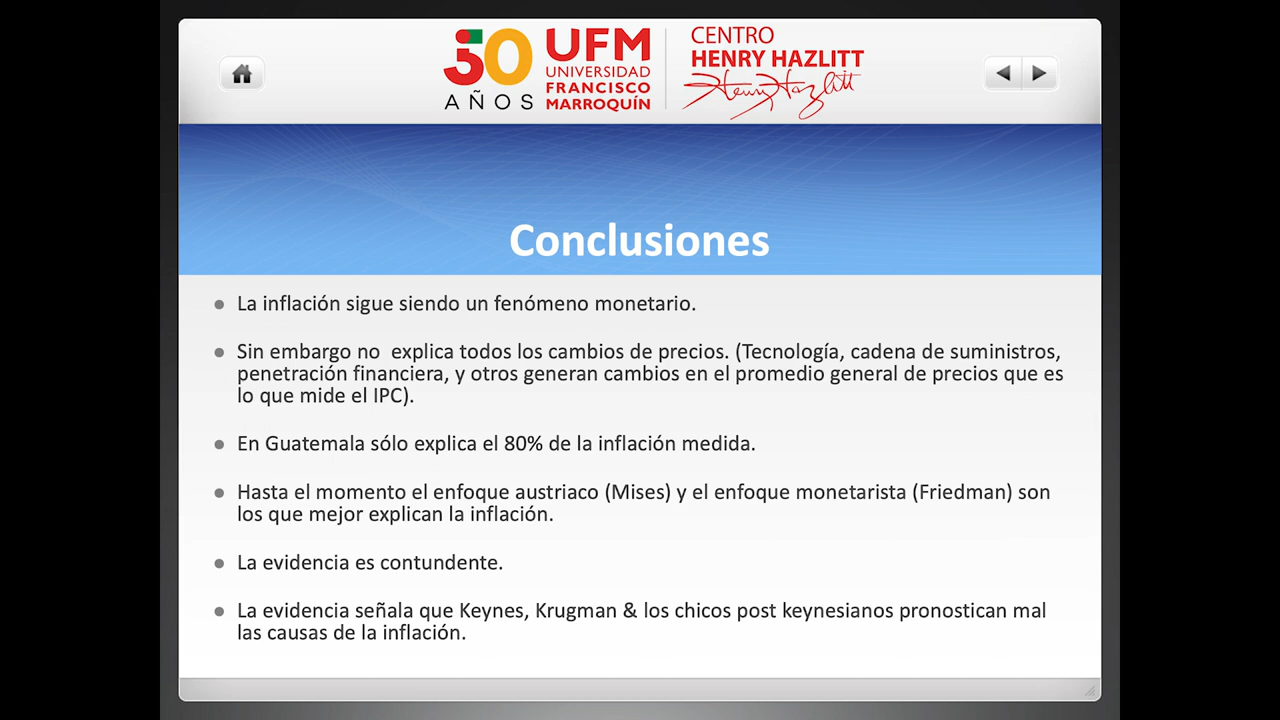 50 AÑOS
UFM
UNIVERSIDAD
FRANCISCO
MARROQUÍN
CENTRO
HENRY HAZLITT
Henry Hazlitt
Conclusiones
La inflación sigue siendo un fenómeno monetario.
Sin embargo no  explica todos los cambios de precios. (Tecnología, cadena de suministros,
penetración financiera, y otros generan cambios en el promedio general de precios que es
lo que mide el IPC).
En Guatemala sólo explica el 80% de la inflación medida.
Hasta el momento el enfoque austriaco (Mises) y el enfoque monetarista (Friedman) son
los que mejor explican la inflación.
La evidencia es contundente.
La evidencia señala que Keynes, Krugman & los chicos post keynesianos pronostican mal
las causas de la inflación.